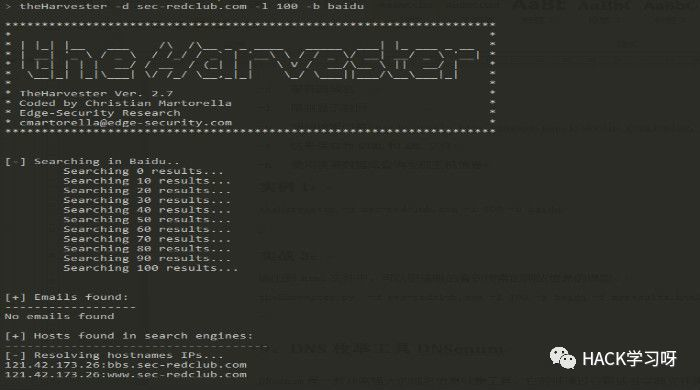 > theHarvester -d sec-redclub.com -l 100 -b baidu
* TheHarvester Ver. 2.7 *
* Coded by Christian Martorella *
* Edge-Security Research *
* cmartorella@edge-security.com *
[-] Searching in Baidu..
Searching 0 results...
Searching 10 results...
Searching 20 results...
Searching 30 results...
Searching 40 results...
Searching 50 results...
Searching 60 results...
Searching 70 results...
Searching 80 results...
Searching 90 results...
Searching 100 results...
[+] Emails found:
------------------
No emails found
[+] Hosts found in search engines:
------------------------------------
[-] Resolving hostnames IPs...
121.42.173.26:bbs.sec-redclub.com
121.42.173.26:www.sec-redclub.com
HACK学习呀